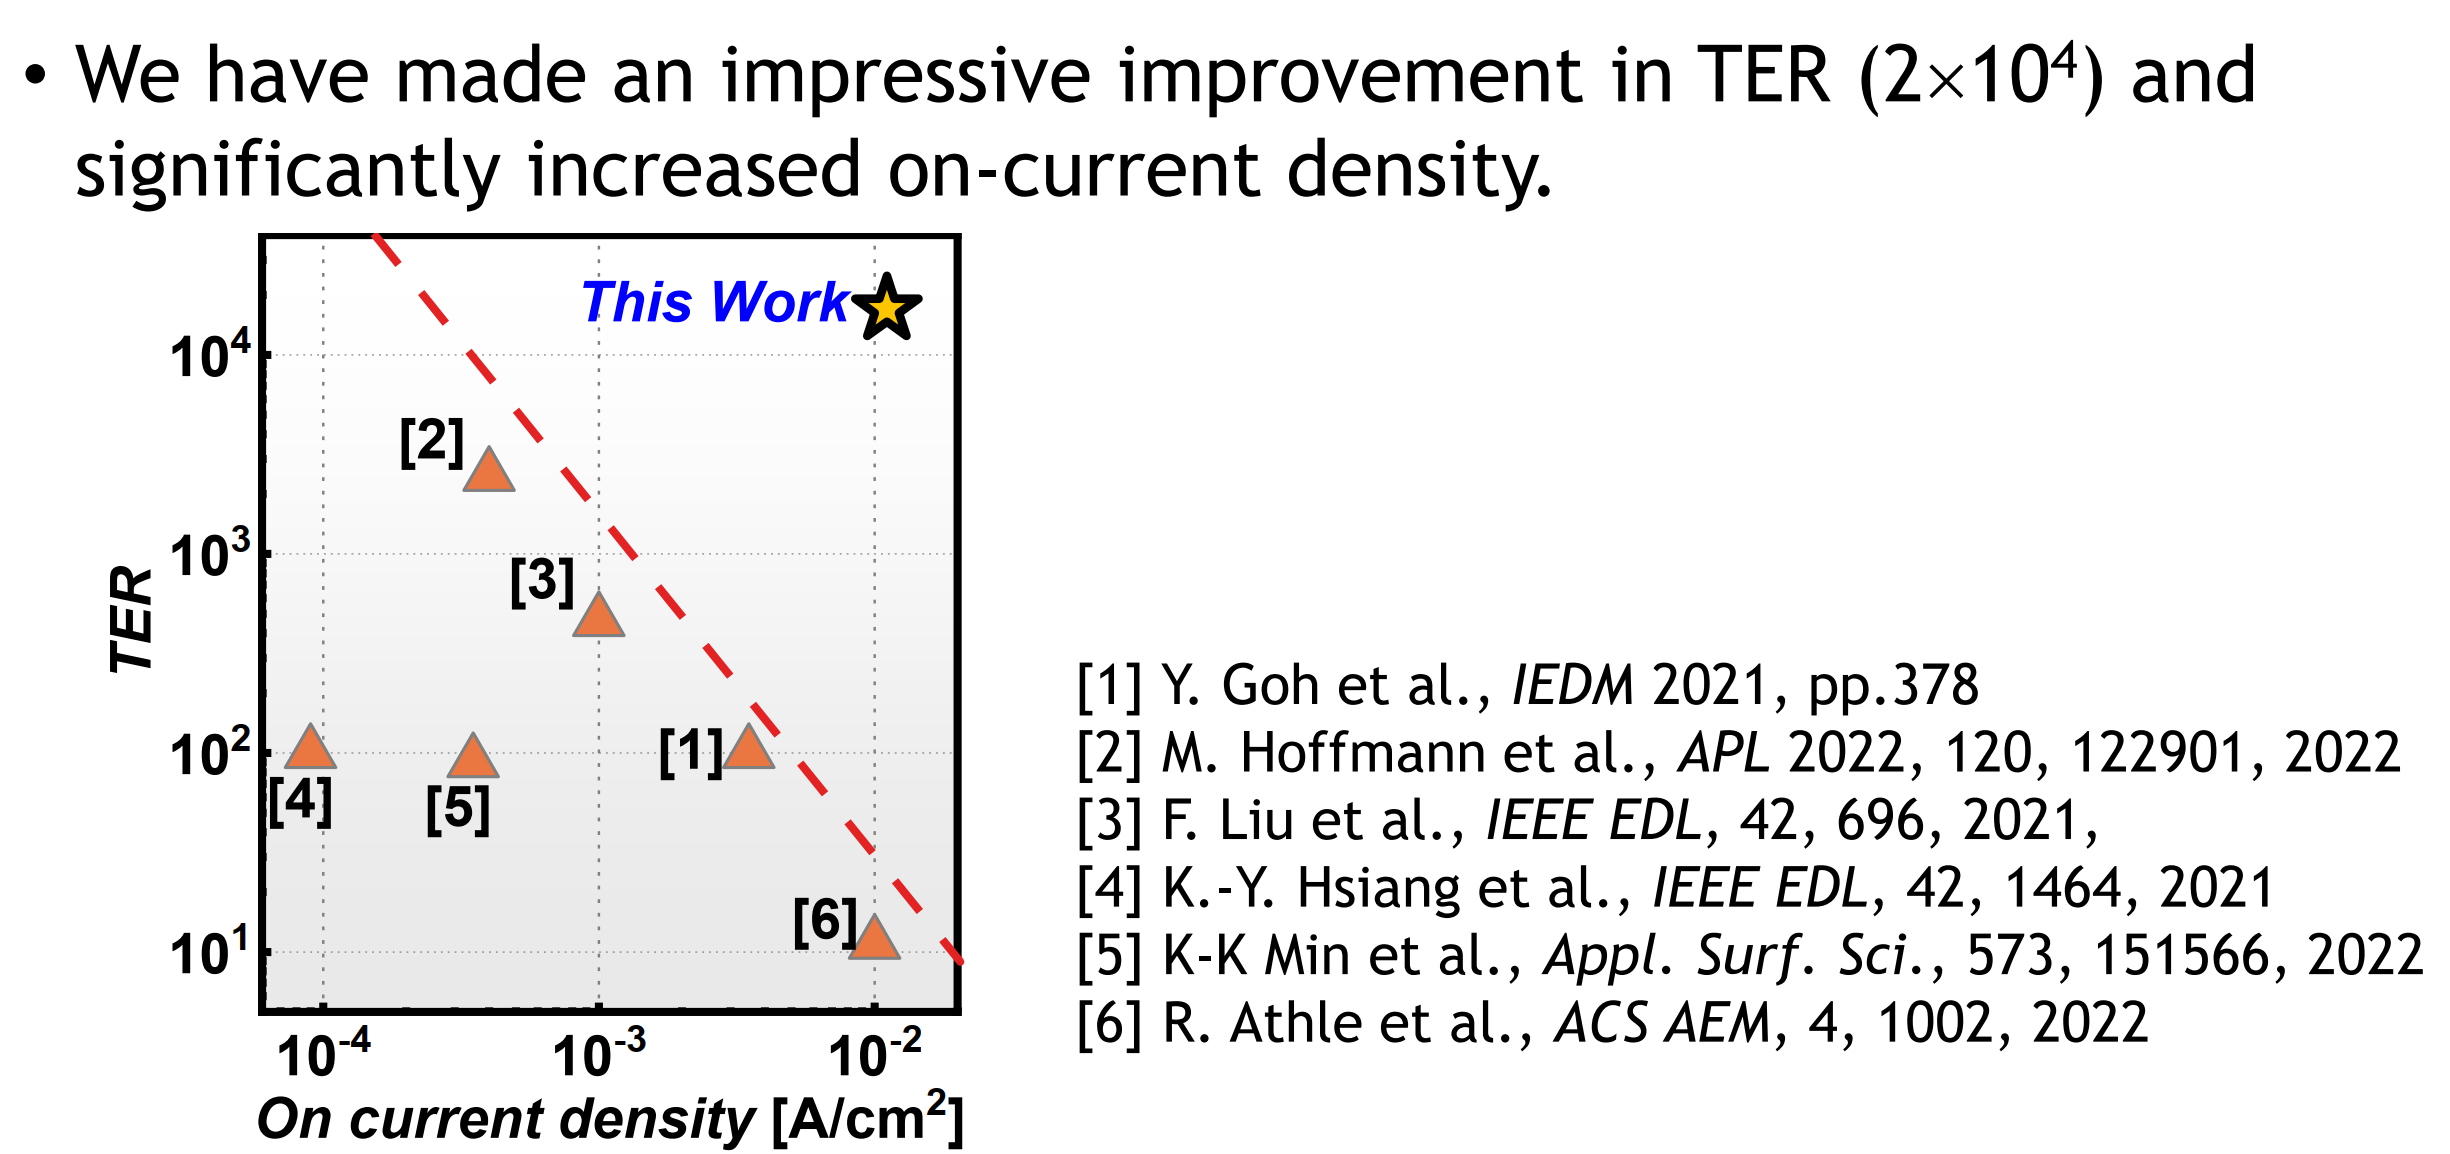 • We have made an impressive improvement in TER (2×10⁴) and
significantly increased on-current density.
This Work
10⁴
[2]
10³
[3]
TER
10²
[1]
[4]
[5]
[6]
10¹
10⁻⁴ 10⁻³ 10⁻²
On current density [A/cm²]
[1] Y. Goh et al., IEDM 2021, pp.378
[2] M. Hoffmann et al., APL 2022, 120, 122901, 2022
[3] F. Liu et al., IEEE EDL, 42, 696, 2021,
[4] K.-Y. Hsiang et al., IEEE EDL, 42, 1464, 2021
[5] K-K Min et al., Appl. Surf. Sci., 573, 151566, 2022
[6] R. Athle et al., ACS AEM, 4, 1002, 2022